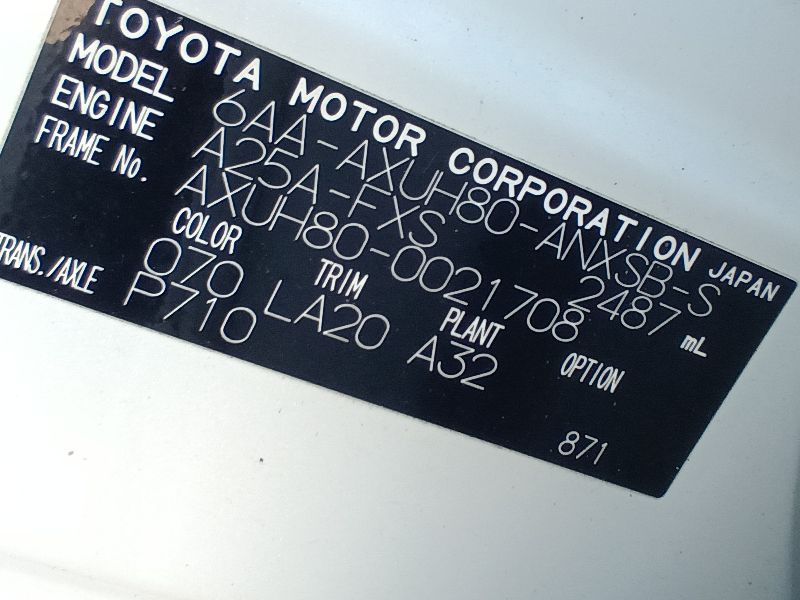 TOYOTA MOTOR CORPORATION JAPAN
MODEL 6AA-AXUH80-ANXSB-S
ENGINE A25A-FXS 2487 mL
FRAME No. AXUH80-0021708
COLOR TRIM PLANT OPTION
070 LA20 A32
TRANS./AXLE P710
871